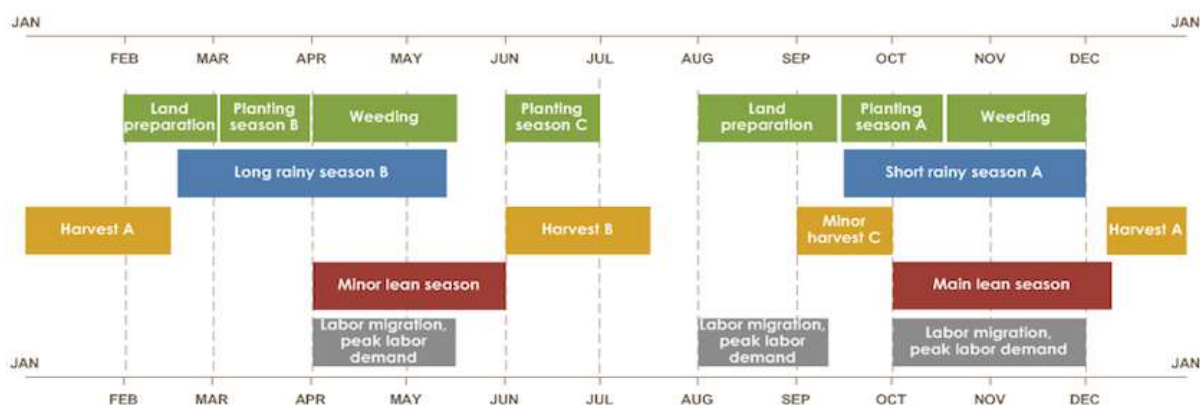 JAN JAN
FEB MAR APR MAY JUN JUL AUG SEP OCT NOV DEC
Land
preparation
Planting
season B
Weeding
Planting
season C
Land
preparation
Planting
season A
Weeding
Long rainy season B
Short rainy season A
Harvest A
Harvest B
Minor
harvest C
Harvest A
Minor lean season
Main lean season
Labor migration,
peak labor
demand
Labor migration,
peak labor
demand
Labor migration,
peak labor demand
JAN JAN
FEB MAR APR MAY JUN JUL AUG SEP OCT NOV DEC